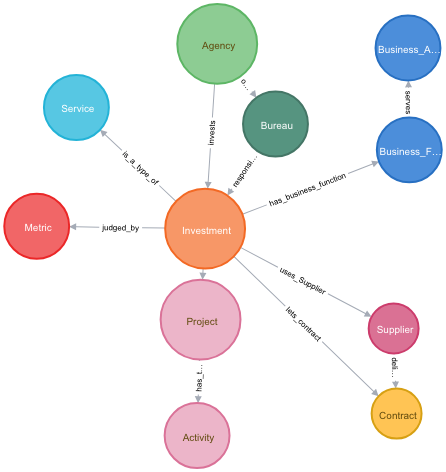 Agency
Business_A...
o...
Service
invests
serves
Bureau
is_a_type_of
responsi...
Business_F...
has_business_function
Metric
judged_by
Investment
uses_Supplier
Project
lets_contract
Supplier
has_t...
deli...
Activity
Contract